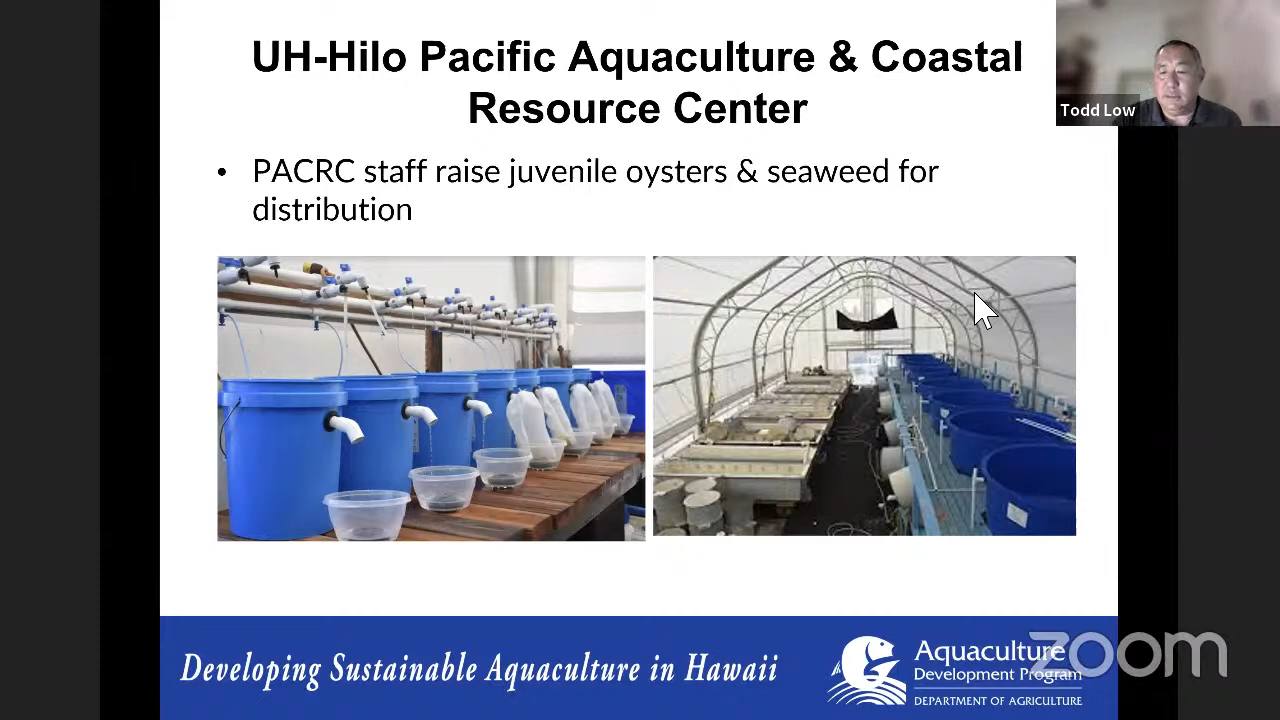 UH-Hilo Pacific Aquaculture & Coastal
Resource Center
Todd Low
• PACRC staff raise juvenile oysters & seaweed for
distribution
Developing Sustainable Aquaculture in Hawaii
Aquaculture
Development Program
DEPARTMENT OF AGRICULTURE
zoom